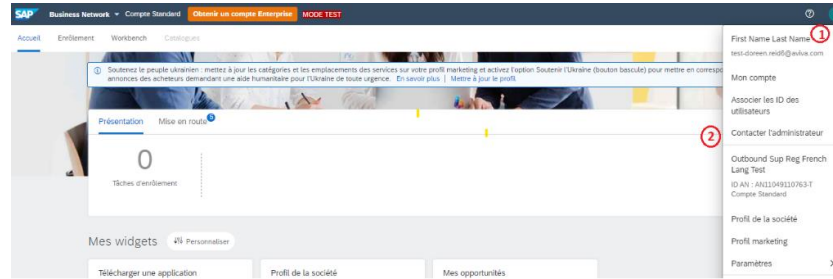 SAP Business Network Compte Standard Obtenir un compte Enterprise MODE TEST
Accueil Enrôlement Workbench Catalogues
Soutenez le peuple ukrainien : mettez à jour les catégories et les emplacements des services sur votre profil marketing et activez l'option Soutenir l'Ukraine (bouton bascule) pour mettre en corresp
annonces des acheteurs demandant une aide humanitaire pour l'Ukraine de toute urgence. En savoir plus | Mettre à jour le profil.
Présentation Mise en route 5
0
Tâches d'enrôlement
Mes widgets Personnaliser
Télécharger une application Profil de la société Mes opportunités
First Name Last Name 1
test-doreen.reid6@aviva.com
Mon compte
Associer les ID des
utilisateurs
2 Contacter l'administrateur
Outbound Sup Reg French
Lang Test
ID AN : AN11049110763-T
Compte Standard
Profil de la société
Profil marketing
Paramètres